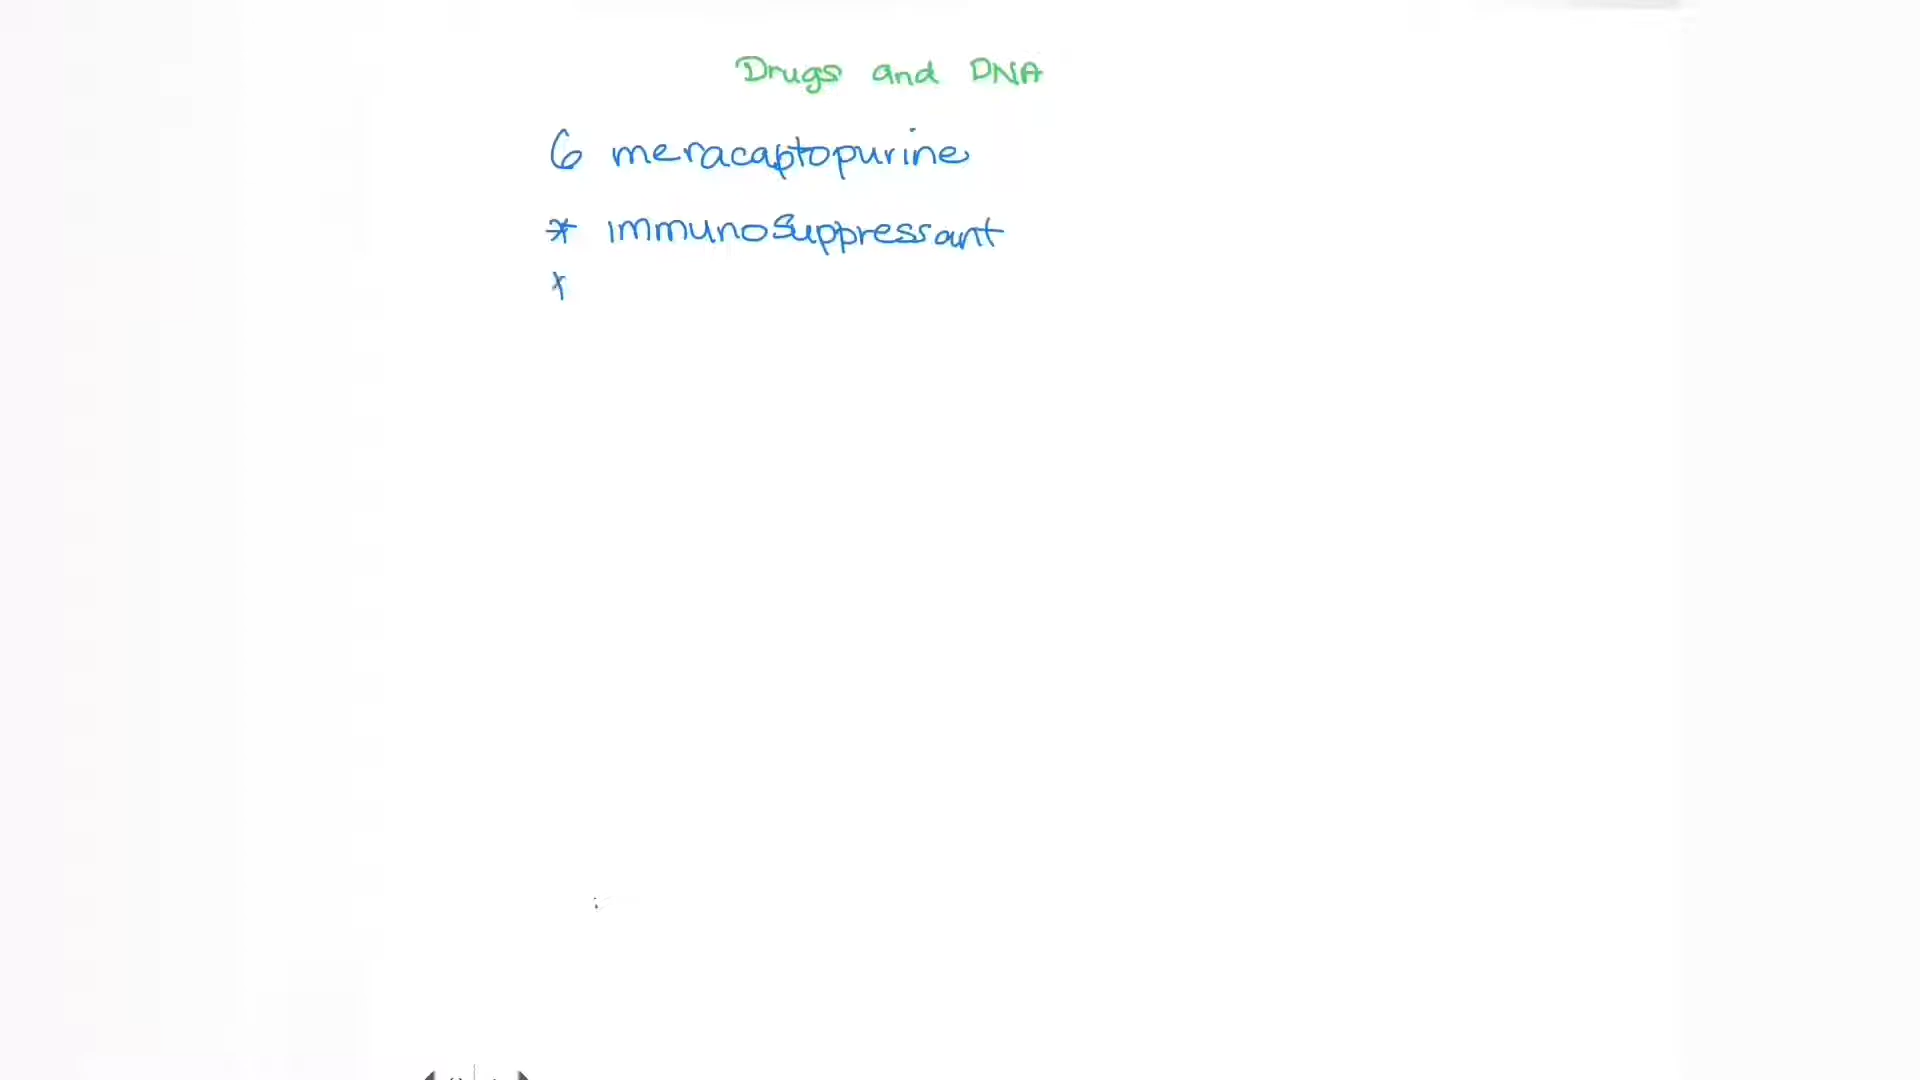 Drugs and DNA
6 meracaptopurine
* immunosuppressant
*